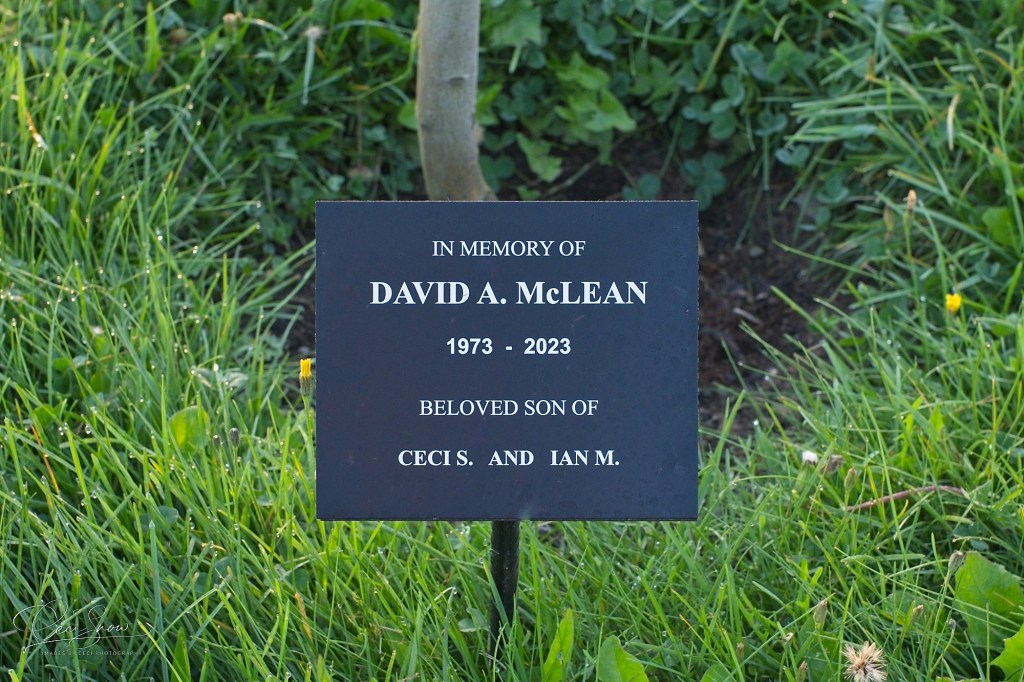 IN MEMORY OF
DAVID A. McLEAN
1973 - 2023
BELOVED SON OF
CECI S. AND IAN M.